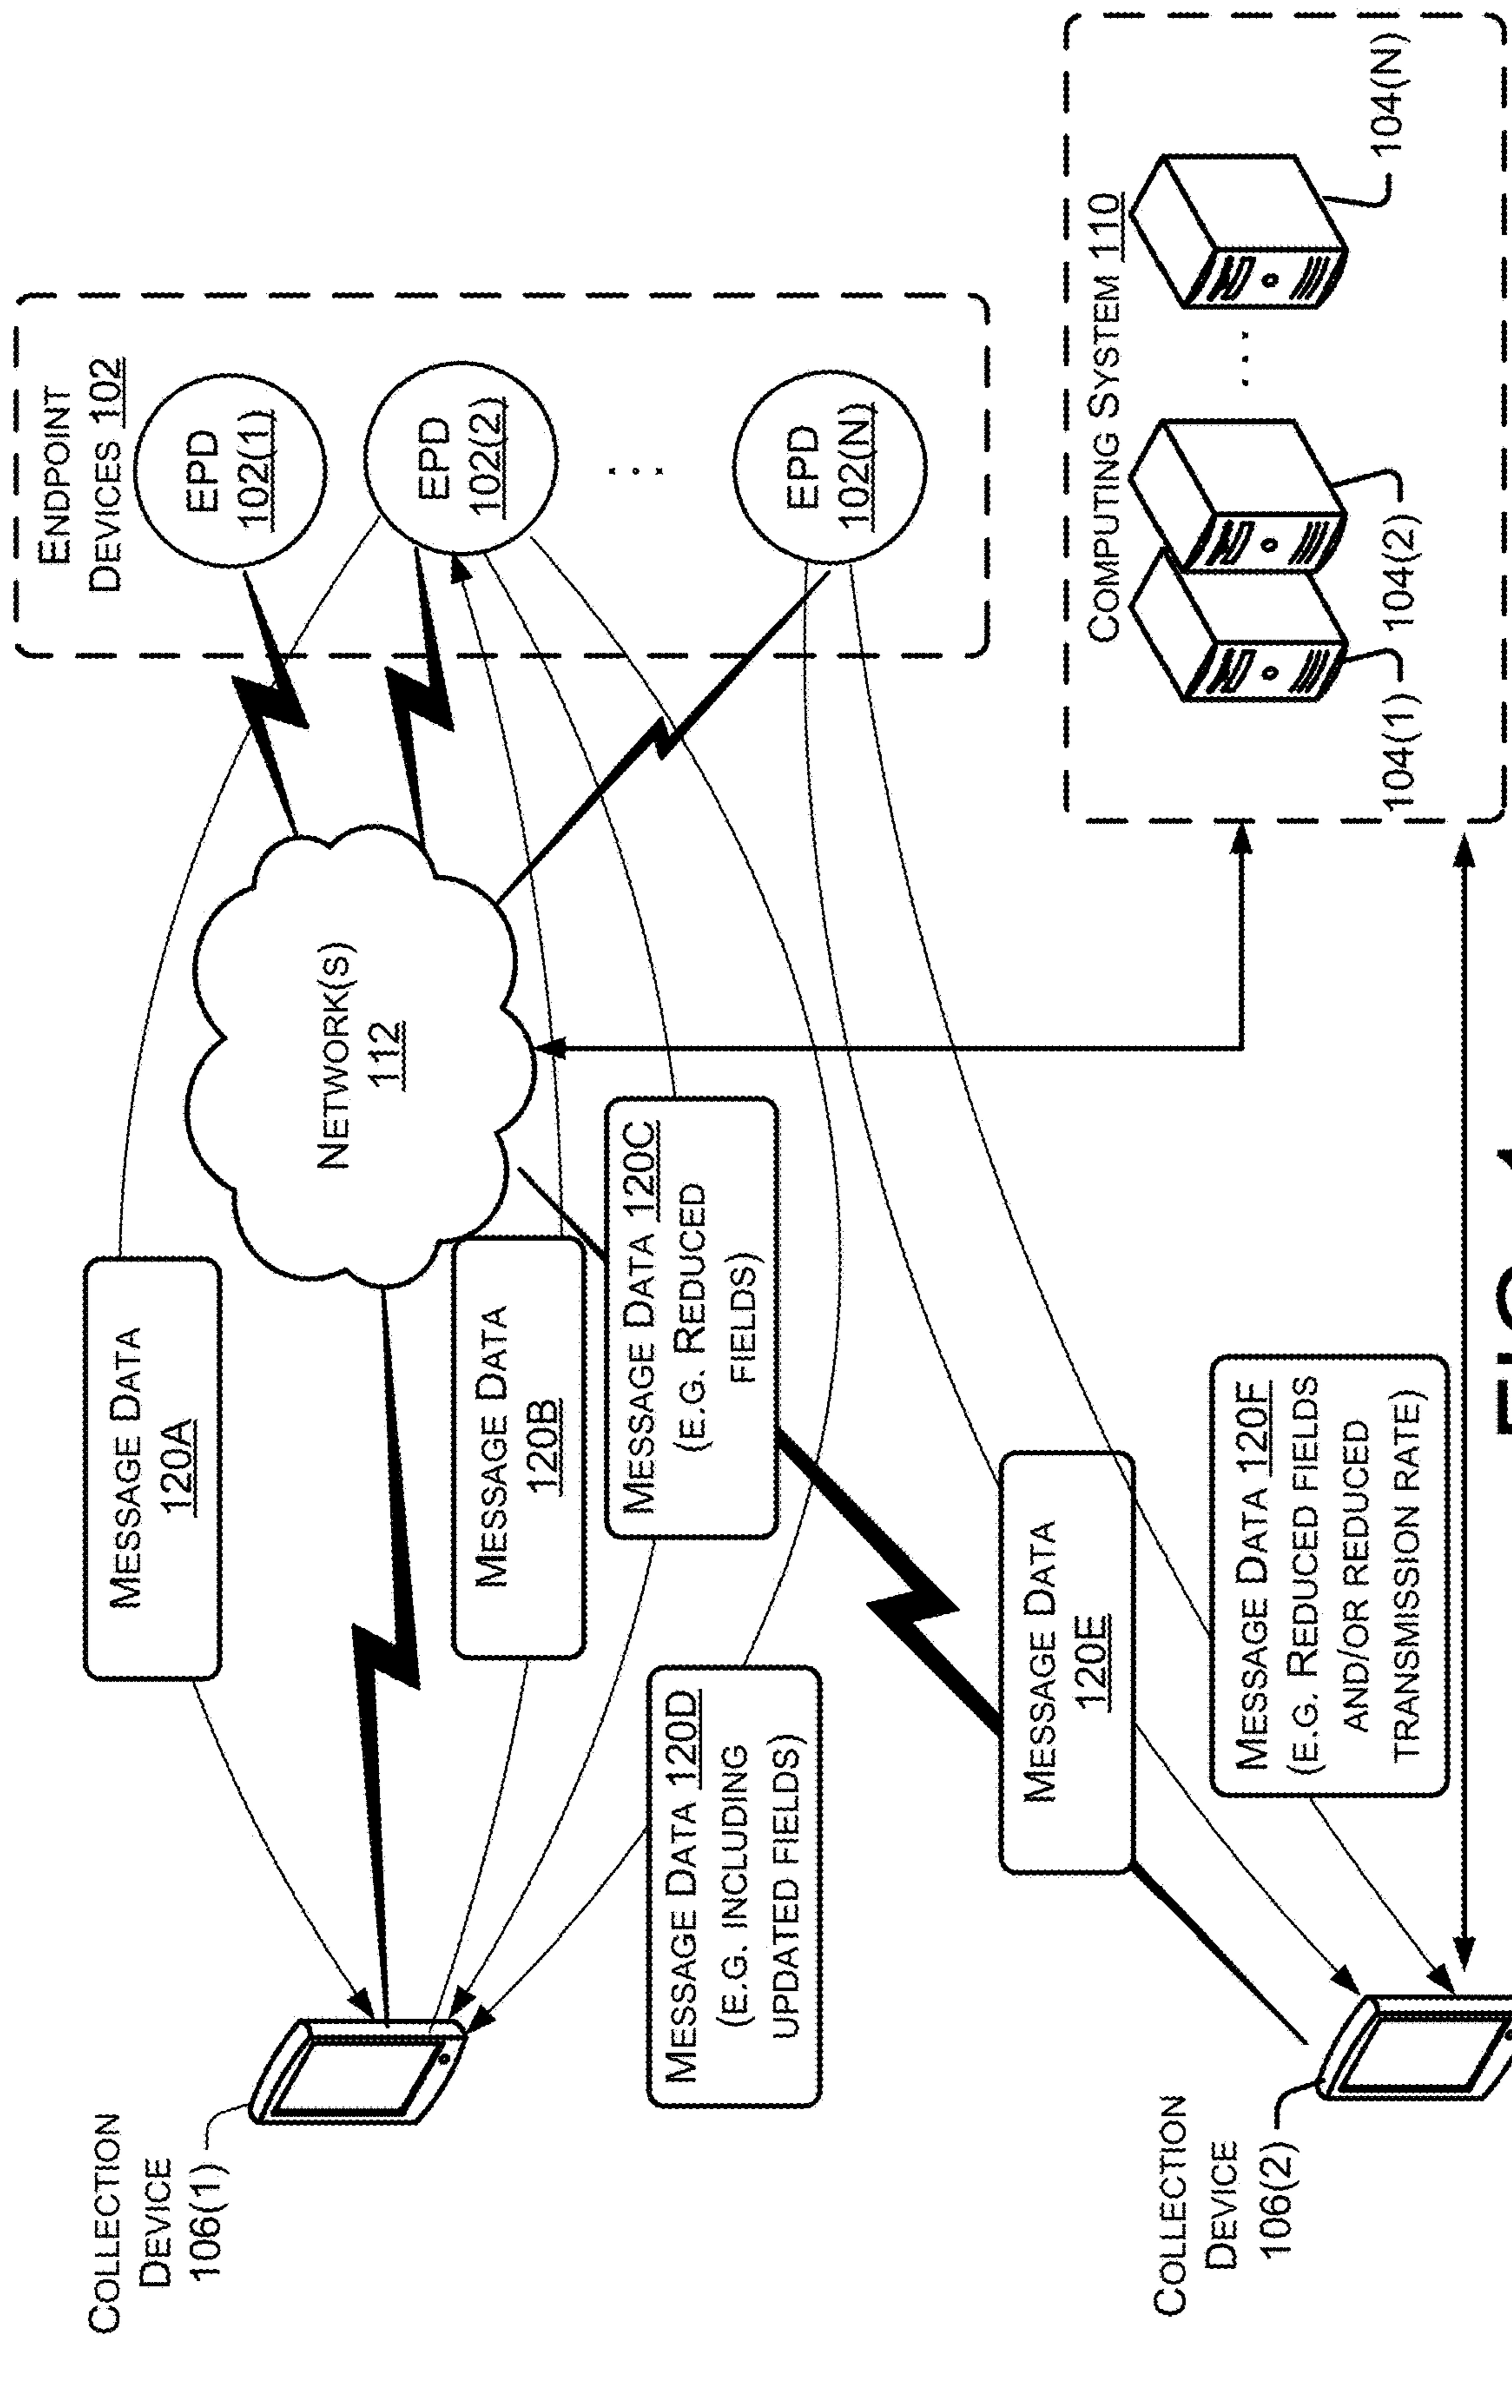 COLLECTION
DEVICE
106(1)
MESSAGE DATA
120A
NETWORK(S)
112
ENDPOINT
DEVICES 102
EPD
102(1)
EPD
102(2)
...
EPD
102(N)
MESSAGE DATA
120B
MESSAGE DATA 120C
(E.G. REDUCED
FIELDS)
MESSAGE DATA 120D
(E.G. INCLUDING
UPDATED FIELDS)
MESSAGE DATA
120E
COLLECTION
DEVICE
106(2)
MESSAGE DATA 120F
(E.G. REDUCED FIELDS
AND/OR REDUCED
TRANSMISSION RATE)
COMPUTING SYSTEM 110
...
104(1)
104(2)
104(N)